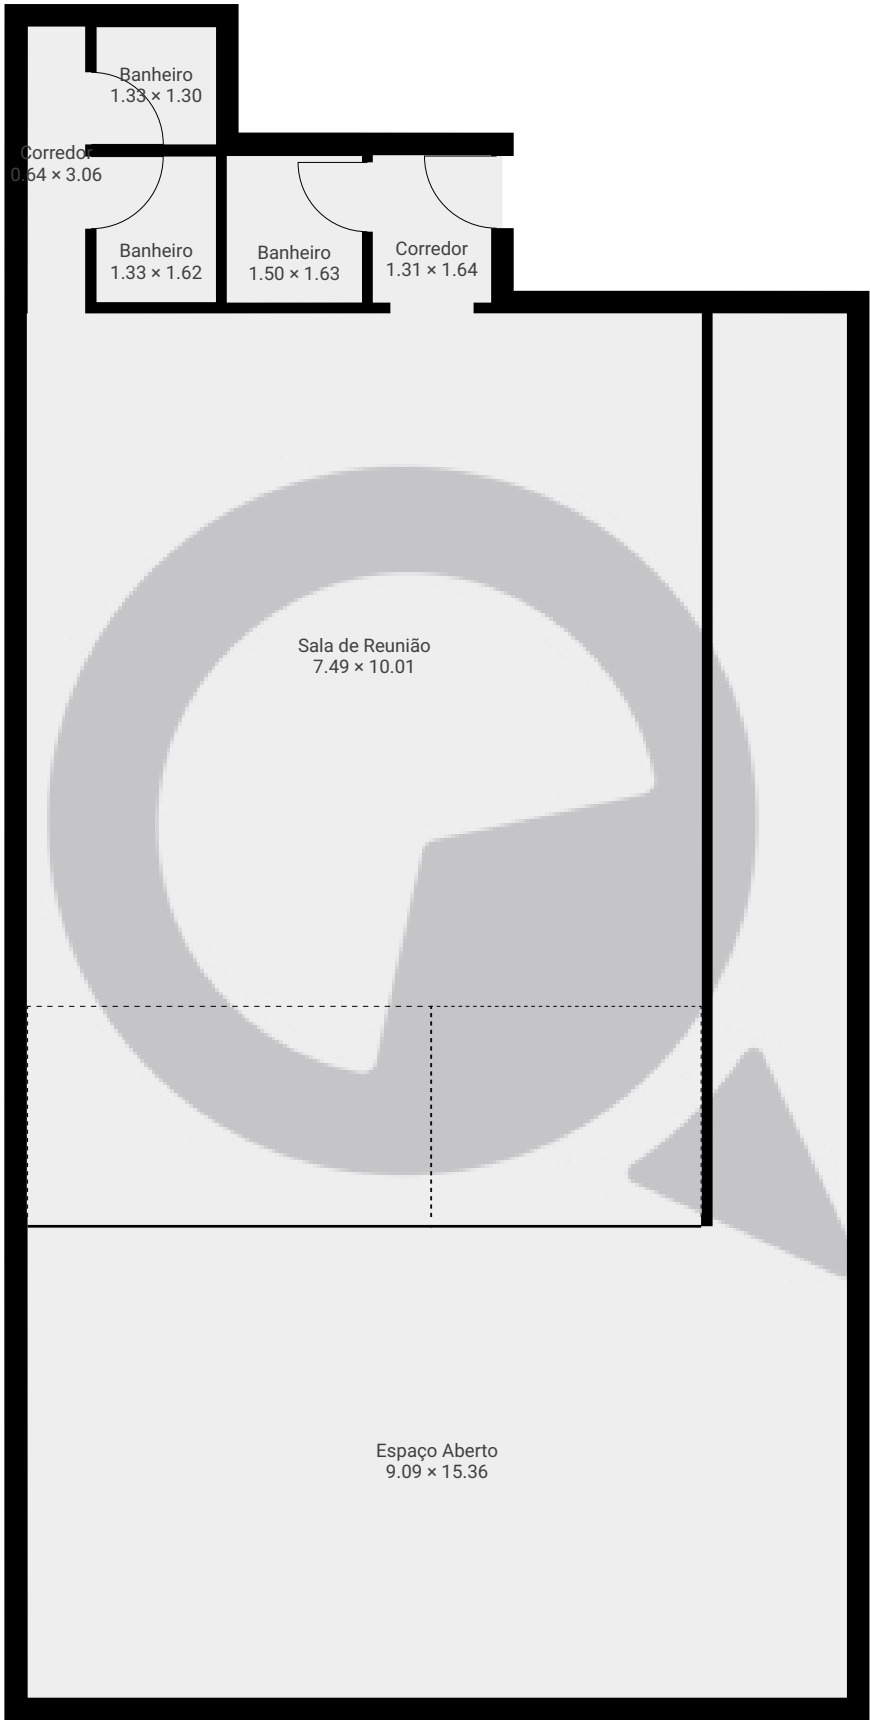 Banheiro
1.33 × 1.30
Corredor
0.64 × 3.06
Banheiro
1.33 × 1.62
Banheiro
1.50 × 1.63
Corredor
1.31 × 1.64
Sala de Reunião
7.49 × 10.01
Espaço Aberto
9.09 × 15.36